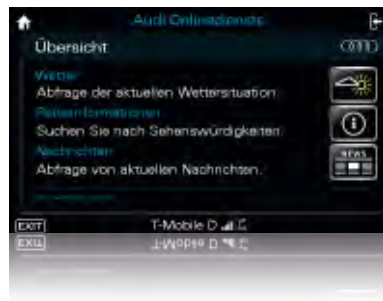 Audi Onlinedienste
Übersicht
Wetter
Abfrage der aktuellen Wettersituation.
Reiseinformationen
Suchen Sie nach Sehenswürdigkeiten.
Nachrichten
Abfrage von aktuellen Nachrichten.
NEWS
EXIT
T-Mobile D